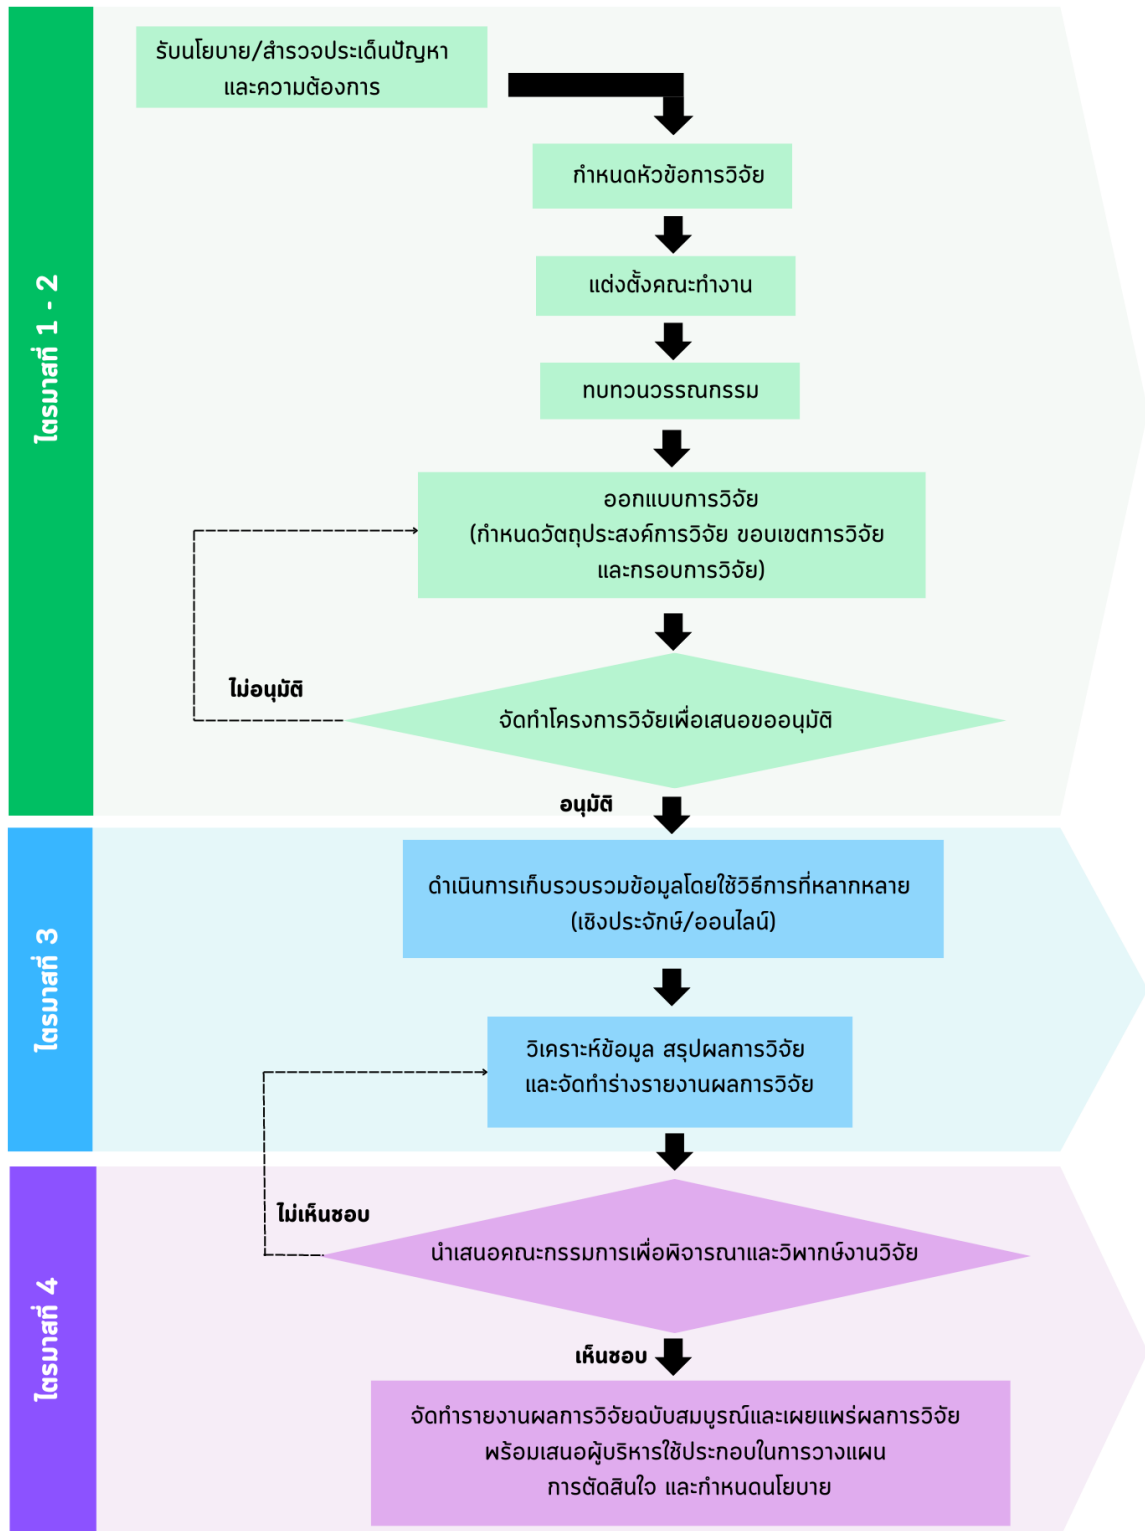 รับนโยบาย/สำรวจประเด็นปัญหา
และความต้องการ
กำหนดหัวข้อการวิจัย
แต่งตั้งคณะทำงาน
ไตรมาสที่ 1 - 2
ทบทวนวรรณกรรม
ออกแบบการวิจัย
(กำหนดวัตถุประสงค์การวิจัย ขอบเขตการวิจัย
และกรอบการวิจัย)
ไม่อนุมัติ
จัดทำโครงการวิจัยเพื่อเสนอขออนุมัติ
อนุมัติ
ดำเนินการเก็บรวบรวมข้อมูลโดยใช้วิธีการที่หลากหลาย
(เชิงประจักษ์/ออนไลน์)
ไตรมาสที่ 3
วิเคราะห์ข้อมูล สรุปผลการวิจัย
และจัดทำร่างรายงานผลการวิจัย
ไม่เห็นชอบ
นำเสนอคณะกรรมการเพื่อพิจารณาและวิพากษ์งานวิจัย
ไตรมาสที่ 4
เห็นชอบ
จัดทำรายงานผลการวิจัยฉบับสมบูรณ์และเผยแพร่ผลการวิจัย
พร้อมเสนอผู้บริหารใช้ประกอบในการวางแผน
การตัดสินใจ และกำหนดนโยบาย